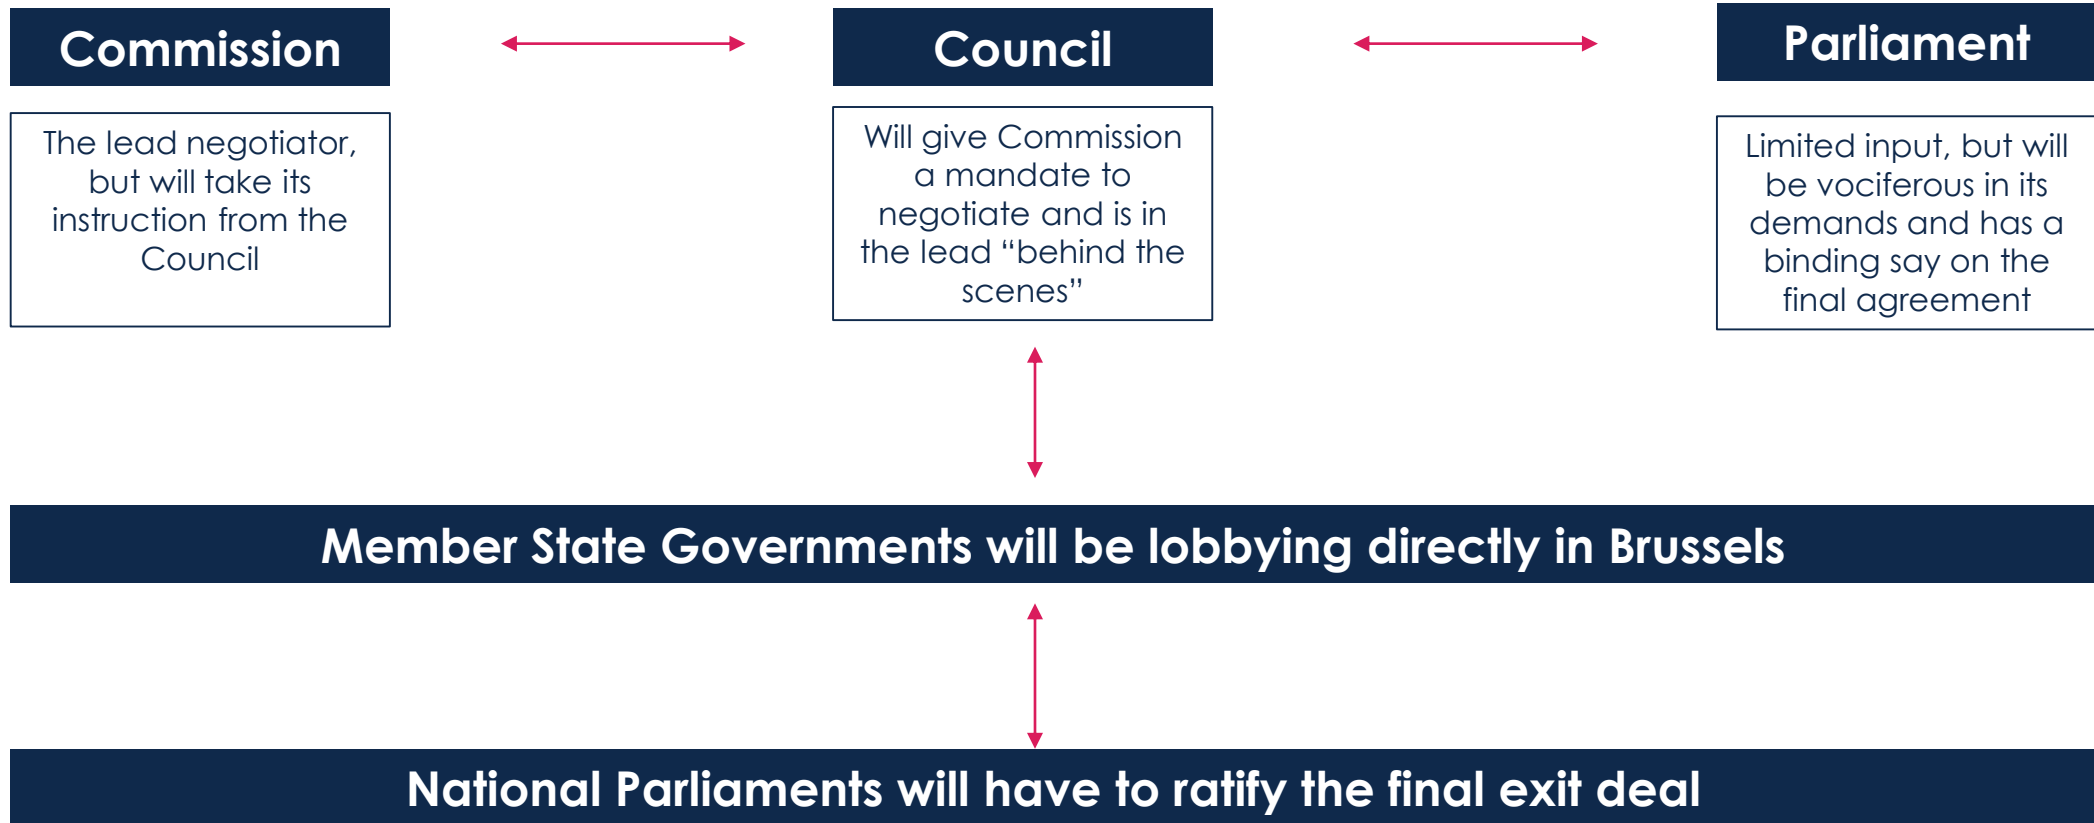 Commission
Council
Parliament
The lead negotiator,
but will take its
instruction from the
Council
Will give Commission
a mandate to
negotiate and is in
the lead “behind the
scenes”
Limited input, but will
be vociferous in its
demands and has a
binding say on the
final agreement
Member State Governments will be lobbying directly in Brussels
National Parliaments will have to ratify the final exit deal